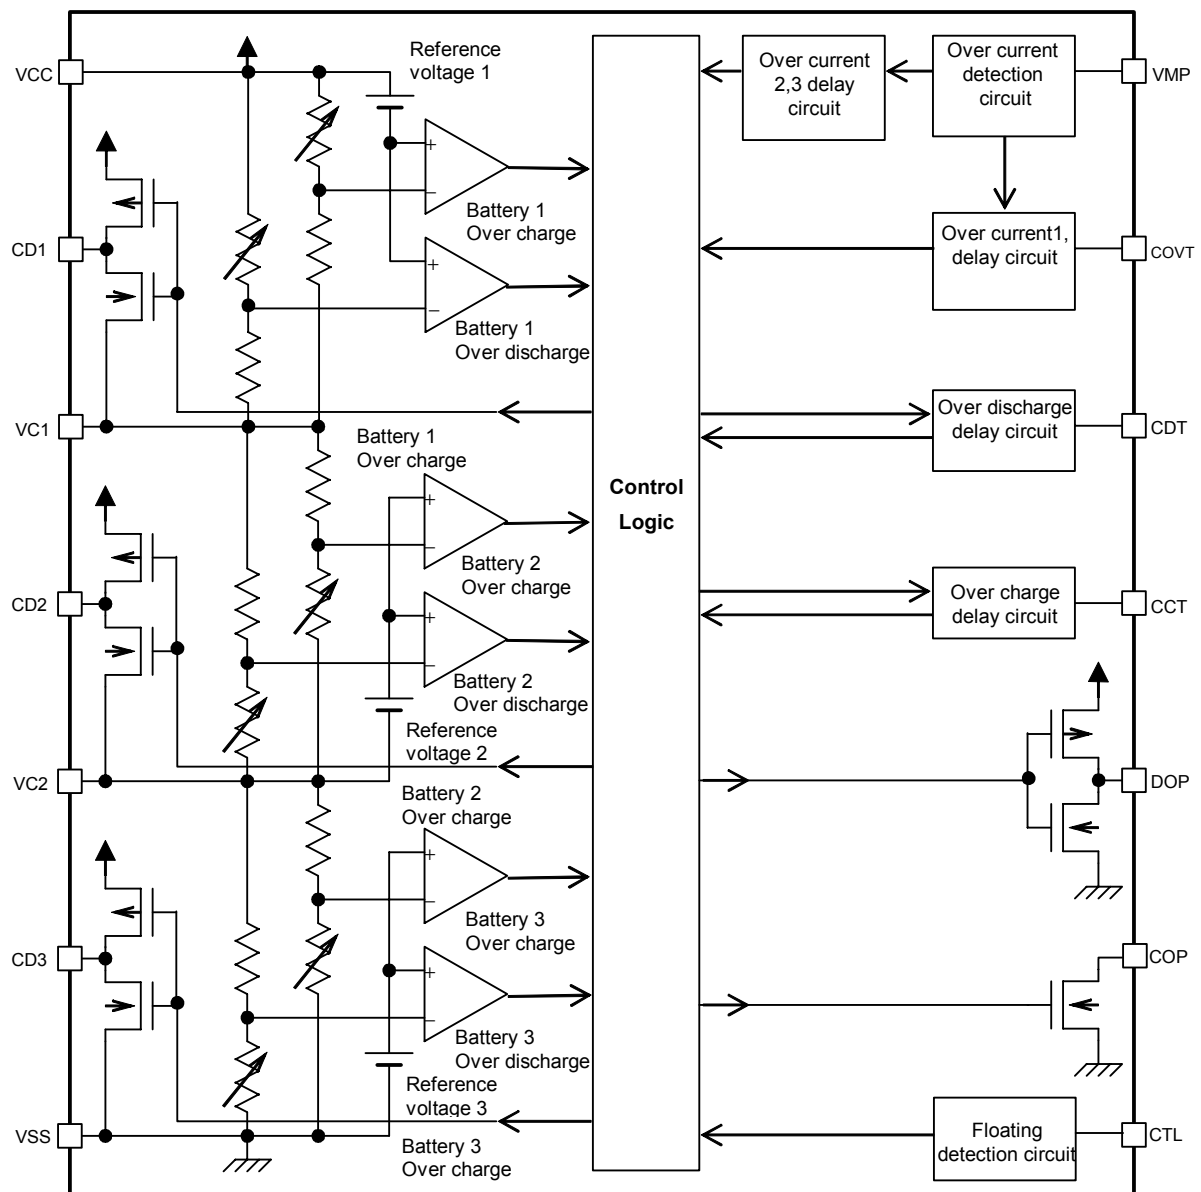 Reference
voltage 1
VCC
Over current
2,3 delay
circuit
Over current
detection
circuit
VMP
+
−
Battery 1
Over charge
CD1
+
−
Battery 1
Over discharge
Over current1,
delay circuit
COVT
VC1
Battery 1
Over charge
Over discharge
delay circuit
CDT
+
−
Control
Logic
Battery 2
Over charge
CD2
+
−
Over charge
delay circuit
CCT
Battery 2
Over discharge
Reference
voltage 2
VC2
DOP
Battery 2
Over charge
+
−
Battery 3
Over charge
CD3
COP
+
−
Battery 3
Over discharge
Reference
voltage 3
VSS
Battery 3
Over charge
Floating
detection circuit
CTL